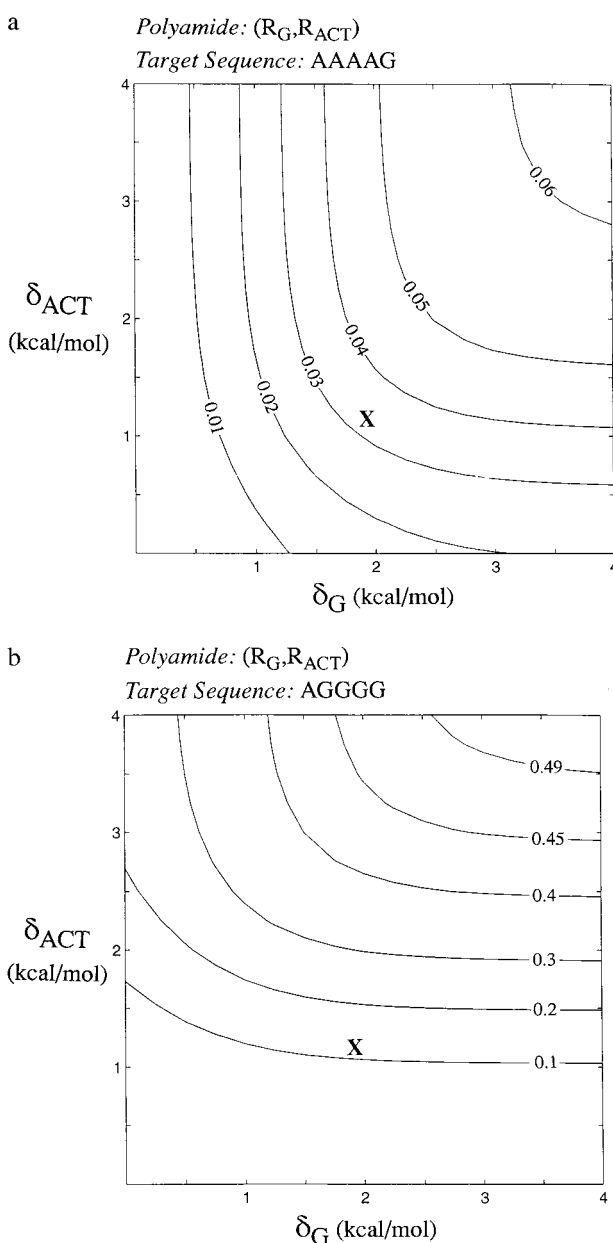 a
Polyamide: (R_G,R_ACT)
Target Sequence: AAAAG
4
3
2
1
δ_ACT
(kcal/mol)
0.01
0.02
0.03
0.04
0.05
0.06
X
1
2
3
4
δ_G (kcal/mol)
b
Polyamide: (R_G,R_ACT)
Target Sequence: AGGGG
4
3
2
1
δ_ACT
(kcal/mol)
0.49
0.45
0.4
0.3
0.2
0.1
X
1
2
3
4
δ_G (kcal/mol)